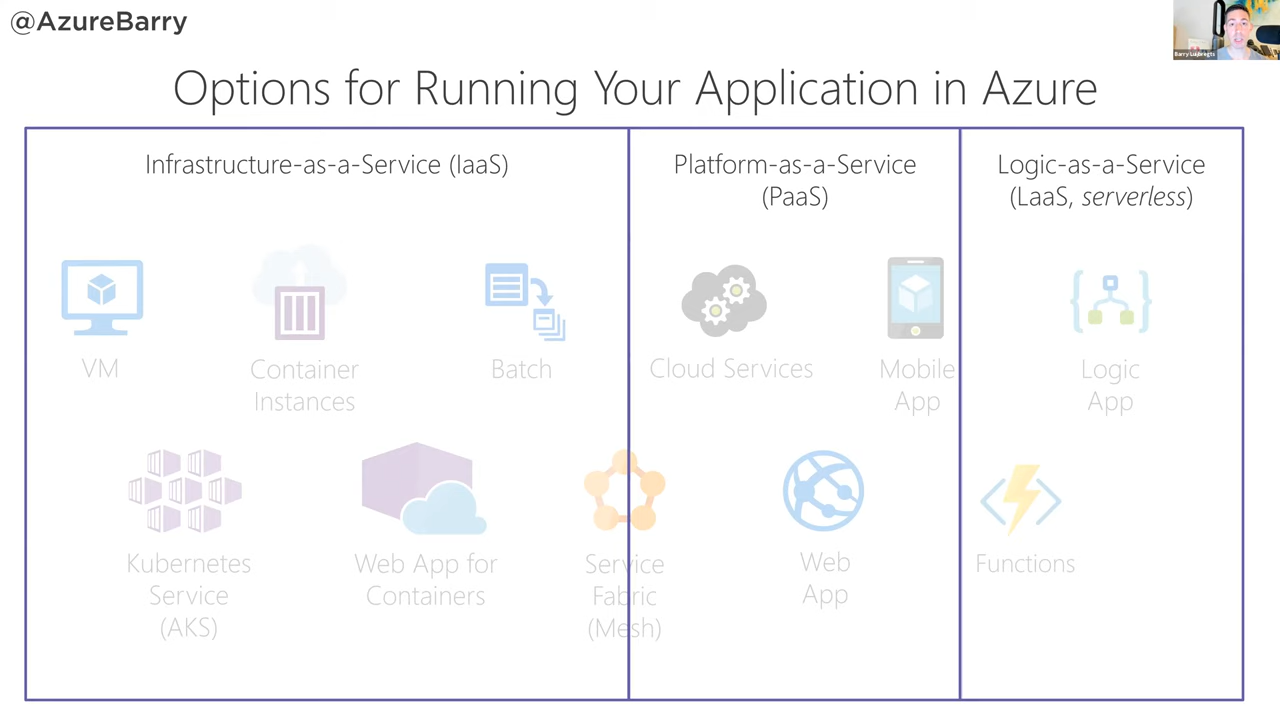 @AzureBarry
Options for Running Your Application in Azure
Infrastructure-as-a-Service (IaaS)
Platform-as-a-Service
(PaaS)
Logic-as-a-Service
(LaaS, serverless)
VM
Container
Instances
Batch
Cloud Services
Mobile
App
Logic
App
Kubernetes
Service
(AKS)
Web App for
Containers
Service
Fabric
(Mesh)
Web
App
Functions